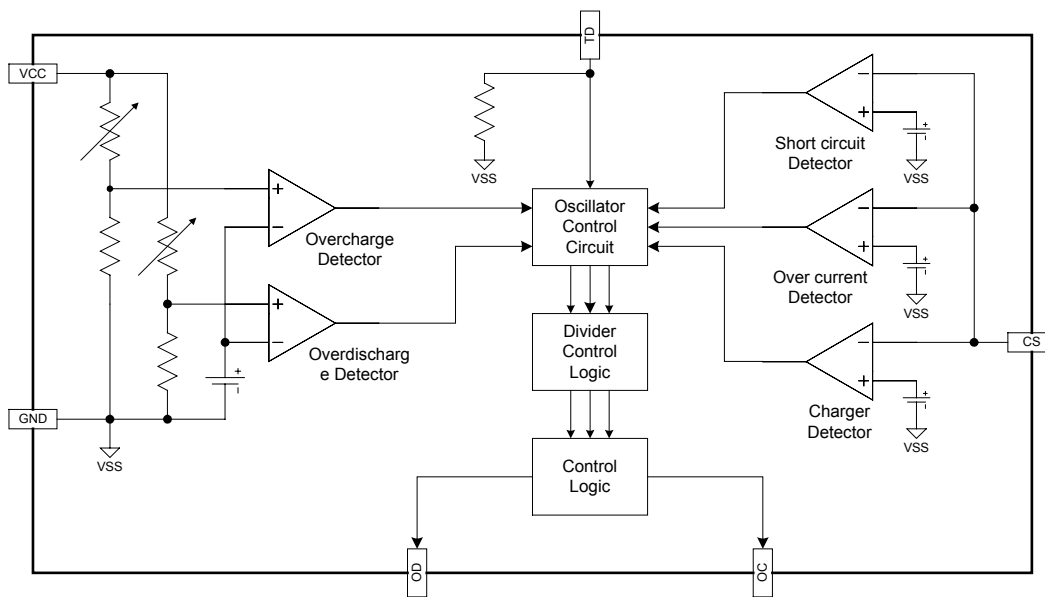 TD
VCC
VSS
Short circuit
Detector
+
-
VSS
+
-
Overcharge
Detector
Oscillator
Control
Circuit
+
-
Over current
Detector
+
-
VSS
+
-
Overdischarg
e Detector
+
-
Divider
Control
Logic
-
+
CS
GND
VSS
Charger
Detector
+
-
VSS
Control
Logic
OD
OC